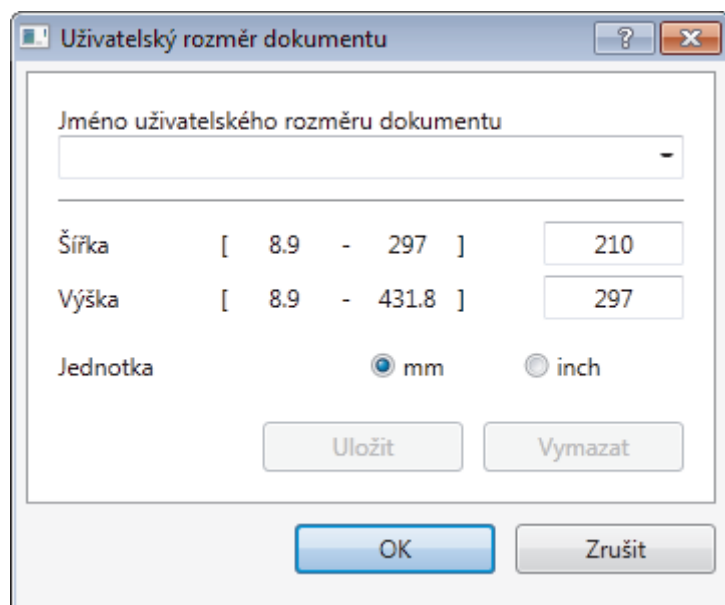 Uživatelský rozměr dokumentu
Jméno uživatelského rozměru dokumentu
Šířka [ 8.9 - 297 ] 210
Výška [ 8.9 - 431.8 ] 297
Jednotka mm inch
Uložit Vymazat
OK Zrušit